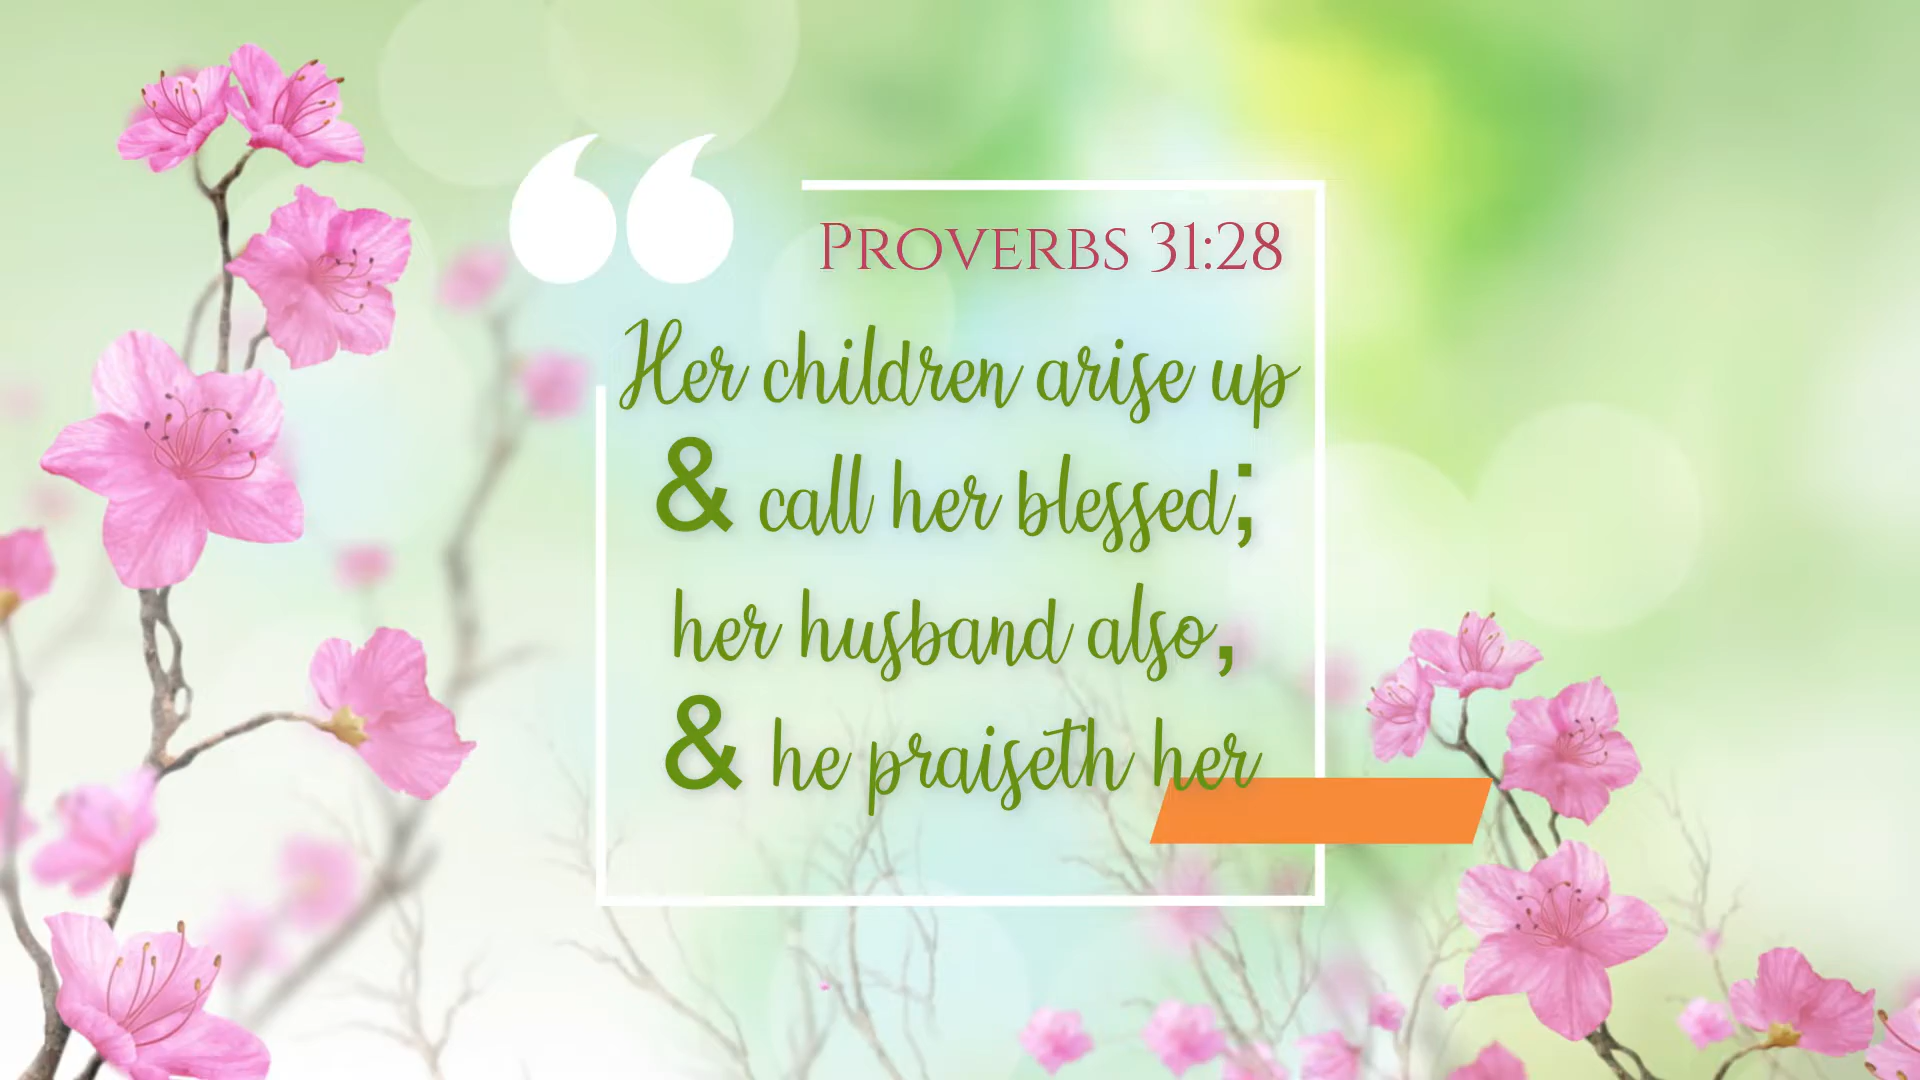 “
Proverbs 31:28
Her children arise up
& call her blessed;
her husband also,
& he praiseth her